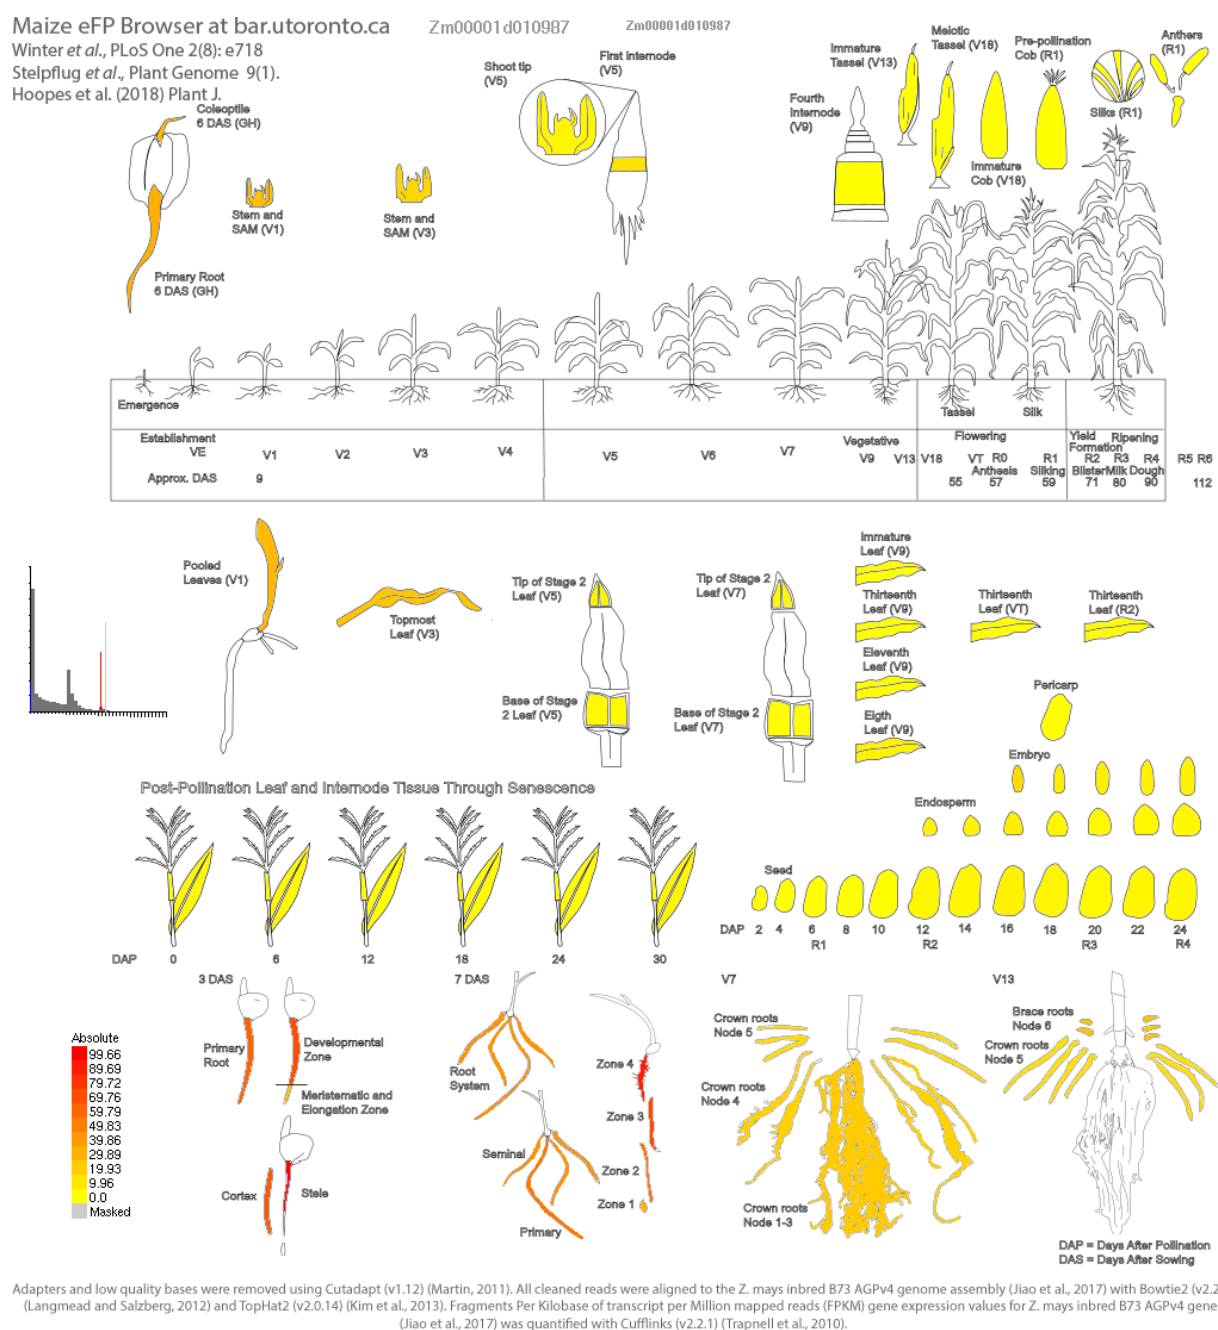 Maize eFP Browser at bar.utoronto.ca
Zm00001d010987
Zm00001d010987
Winter et al., PLoS One 2(8): e718
Stelpflug et al., Plant Genome 9(1).
Hoopes et al. (2018) Plant J.
Coleoptile
6 DAS (GH)
Stem and
SAM (V1)
Stem and
SAM (V3)
Primary Root
6 DAS (GH)
Shoot tip
(V5)
First internode
(V5)
Fourth
Internode
(V9)
Immature
Tassel (V13)
Meiotic
Tassel (V18)
Pre-pollination
Cob (R1)
Anthers
(R1)
Silks (R1)
Immature
Cob (V18)
Emergence
Tassel
Silk
Establishment
VE
V1
V2
V3
V4
V5
V6
V7
Vegetative
V9
V13
V18
Flowering
VT
R0
Anthesis
R1
Silking
Yield
Formation
Ripening
R2
R3
R4
Blister
Milk
Dough
R5
R6
Approx. DAS
9
55
57
59
71
80
90
112
Pooled
Leaves (V1)
Topmost
Leaf (V3)
Tip of Stage 2
Leaf (V5)
Base of Stage
2 Leaf (V5)
Tip of Stage 2
Leaf (V7)
Base of Stage 2
Leaf (V7)
Immature
Leaf (V9)
Thirteenth
Leaf (V9)
Thirteenth
Leaf (VT)
Thirteenth
Leaf (R2)
Eleventh
Leaf (V9)
Eigth
Leaf (V9)
Pericarp
Embryo
Endosperm
Seed
DAP
2
4
6
8
10
12
14
16
18
20
22
24
R1
R2
R3
R4
Post-Pollination Leaf and Internode Tissue Through Senescence
DAP
0
6
12
18
24
30
3 DAS
Primary
Root
Developmental
Zone
Meristematic and
Elongation Zone
Cortex
Stele
7 DAS
Root
System
Seminal
Primary
Zone 4
Zone 3
Zone 2
Zone 1
V7
Crown roots
Node 5
Crown roots
Node 4
Crown roots
Node 1-3
V13
Brace roots
Node 6
Crown roots
Node 5
Absolute
99.66
89.69
79.72
69.76
59.79
49.83
39.86
29.89
19.93
9.96
0.0
Masked
DAP = Days After Pollination
DAS = Days After Sowing
Adapters and low quality bases were removed using Cutadapt (v1.12) (Martin, 2011). All cleaned reads were aligned to the Z. mays inbred B73 AGPv4 genome assembly (Jiao et al., 2017) with Bowtie2 (v2.2
(Langmead and Salzberg, 2012) and TopHat2 (v2.0.14) (Kim et al., 2013). Fragments Per Kilobase of transcript per Million mapped reads (FPKM) gene expression values for Z. mays inbred B73 AGPv4 gene
(Jiao et al., 2017) was quantified with Cufflinks (v2.2.1) (Trapnell et al., 2010).